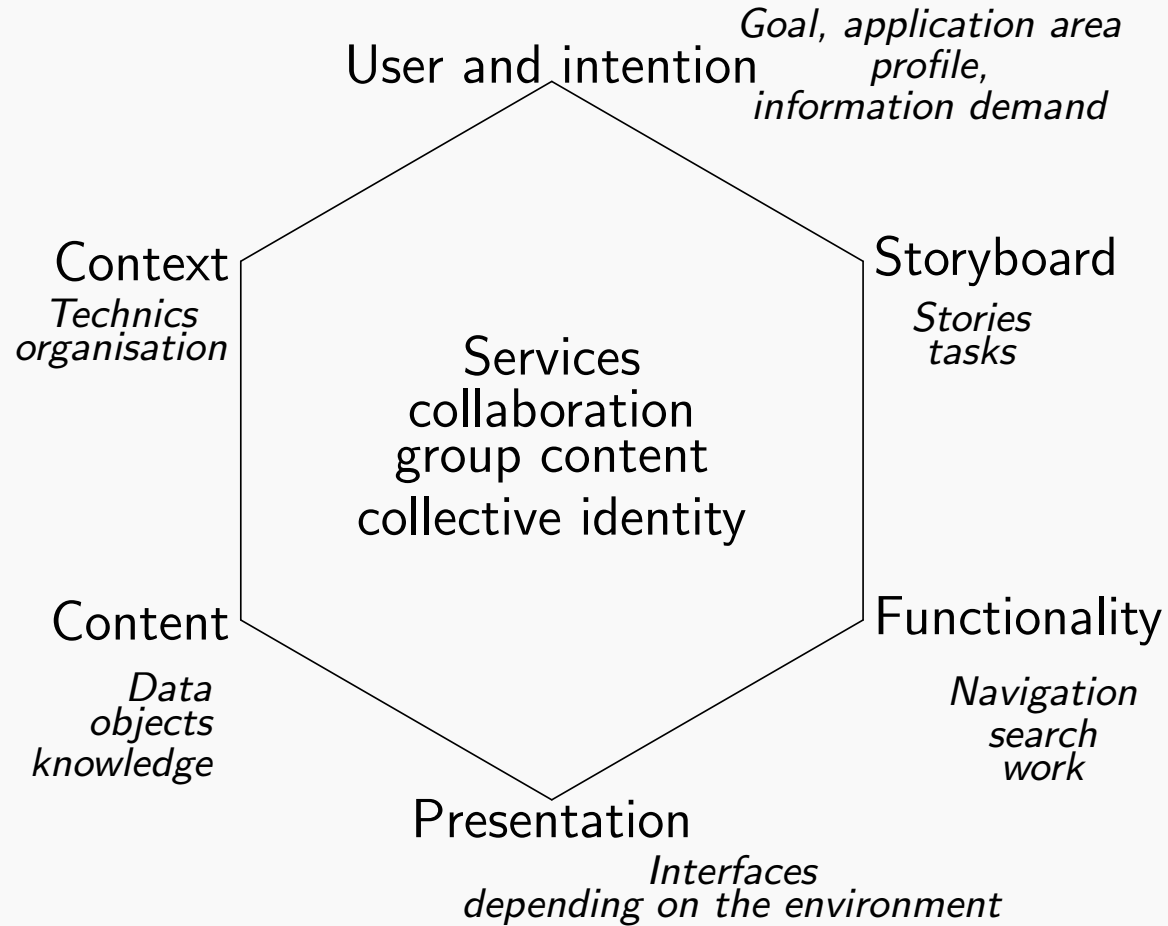 Goal, application area
User and intention
profile,
information demand
Context
Technics
organisation
Storyboard
Stories
tasks
Services
collaboration
group content
collective identity
Content
Data
objects
knowledge
Functionality
Navigation
search
work
Presentation
Interfaces
depending on the environment